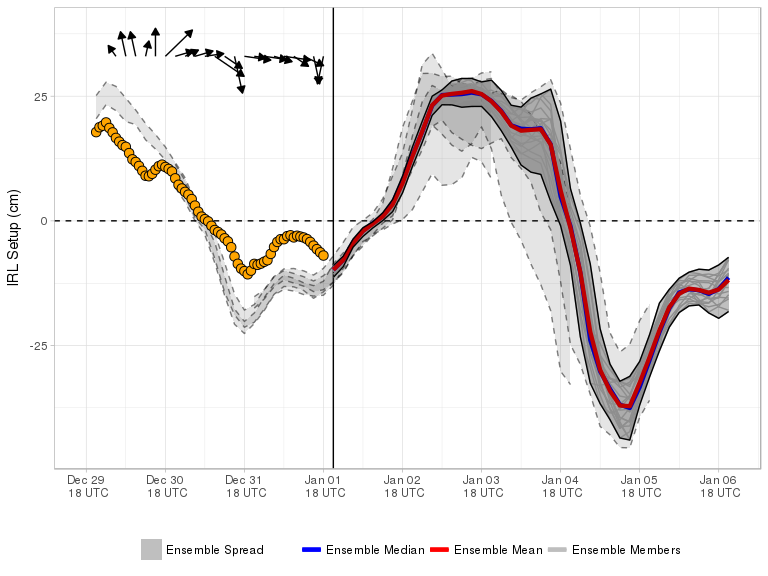 IRL Setup (cm)
25
0
-25
Dec 29 Dec 30 Dec 31 Jan 01 Jan 02 Jan 03 Jan 04 Jan 05 Jan 06
18 UTC 18 UTC 18 UTC 18 UTC 18 UTC 18 UTC 18 UTC 18 UTC 18 UTC
Ensemble Spread Ensemble Median Ensemble Mean Ensemble Members